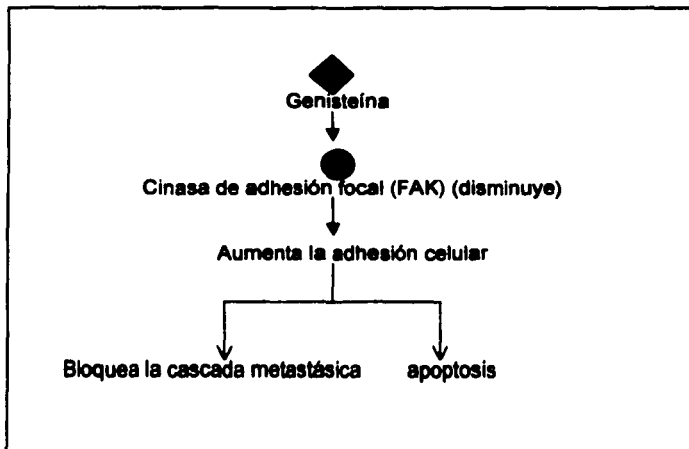 Genisteína
Cinasa de adhesión focal (FAK) (disminuye)
Aumenta la adhesión celular
Bloquea la cascada metastásica apoptosis